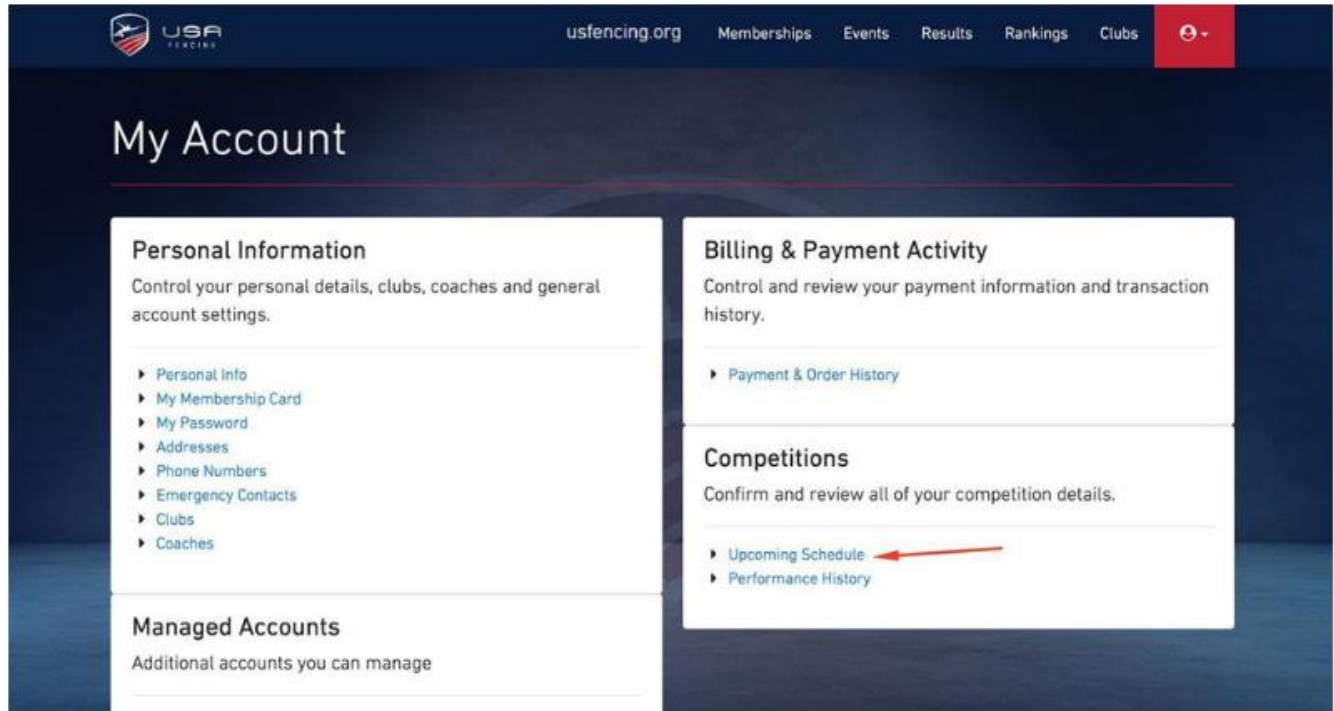 USA
FENCING
usfencing.org Memberships Events Results Rankings Clubs
My Account
Personal Information
Control your personal details, clubs, coaches and general
account settings.
Personal Info
My Membership Card
My Password
Addresses
Phone Numbers
Emergency Contacts
Clubs
Coaches
Managed Accounts
Additional accounts you can manage
Billing & Payment Activity
Control and review your payment information and transaction
history.
Payment & Order History
Competitions
Confirm and review all of your competition details.
Upcoming Schedule
Performance History